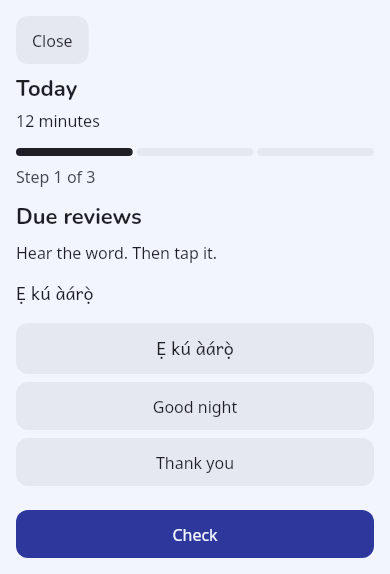 Close
Today
12 minutes
Step 1 of 3
Due reviews
Hear the word. Then tap it.
Ẹ kú àárọ̀
Ẹ kú àárọ̀
Good night
Thank you
Check